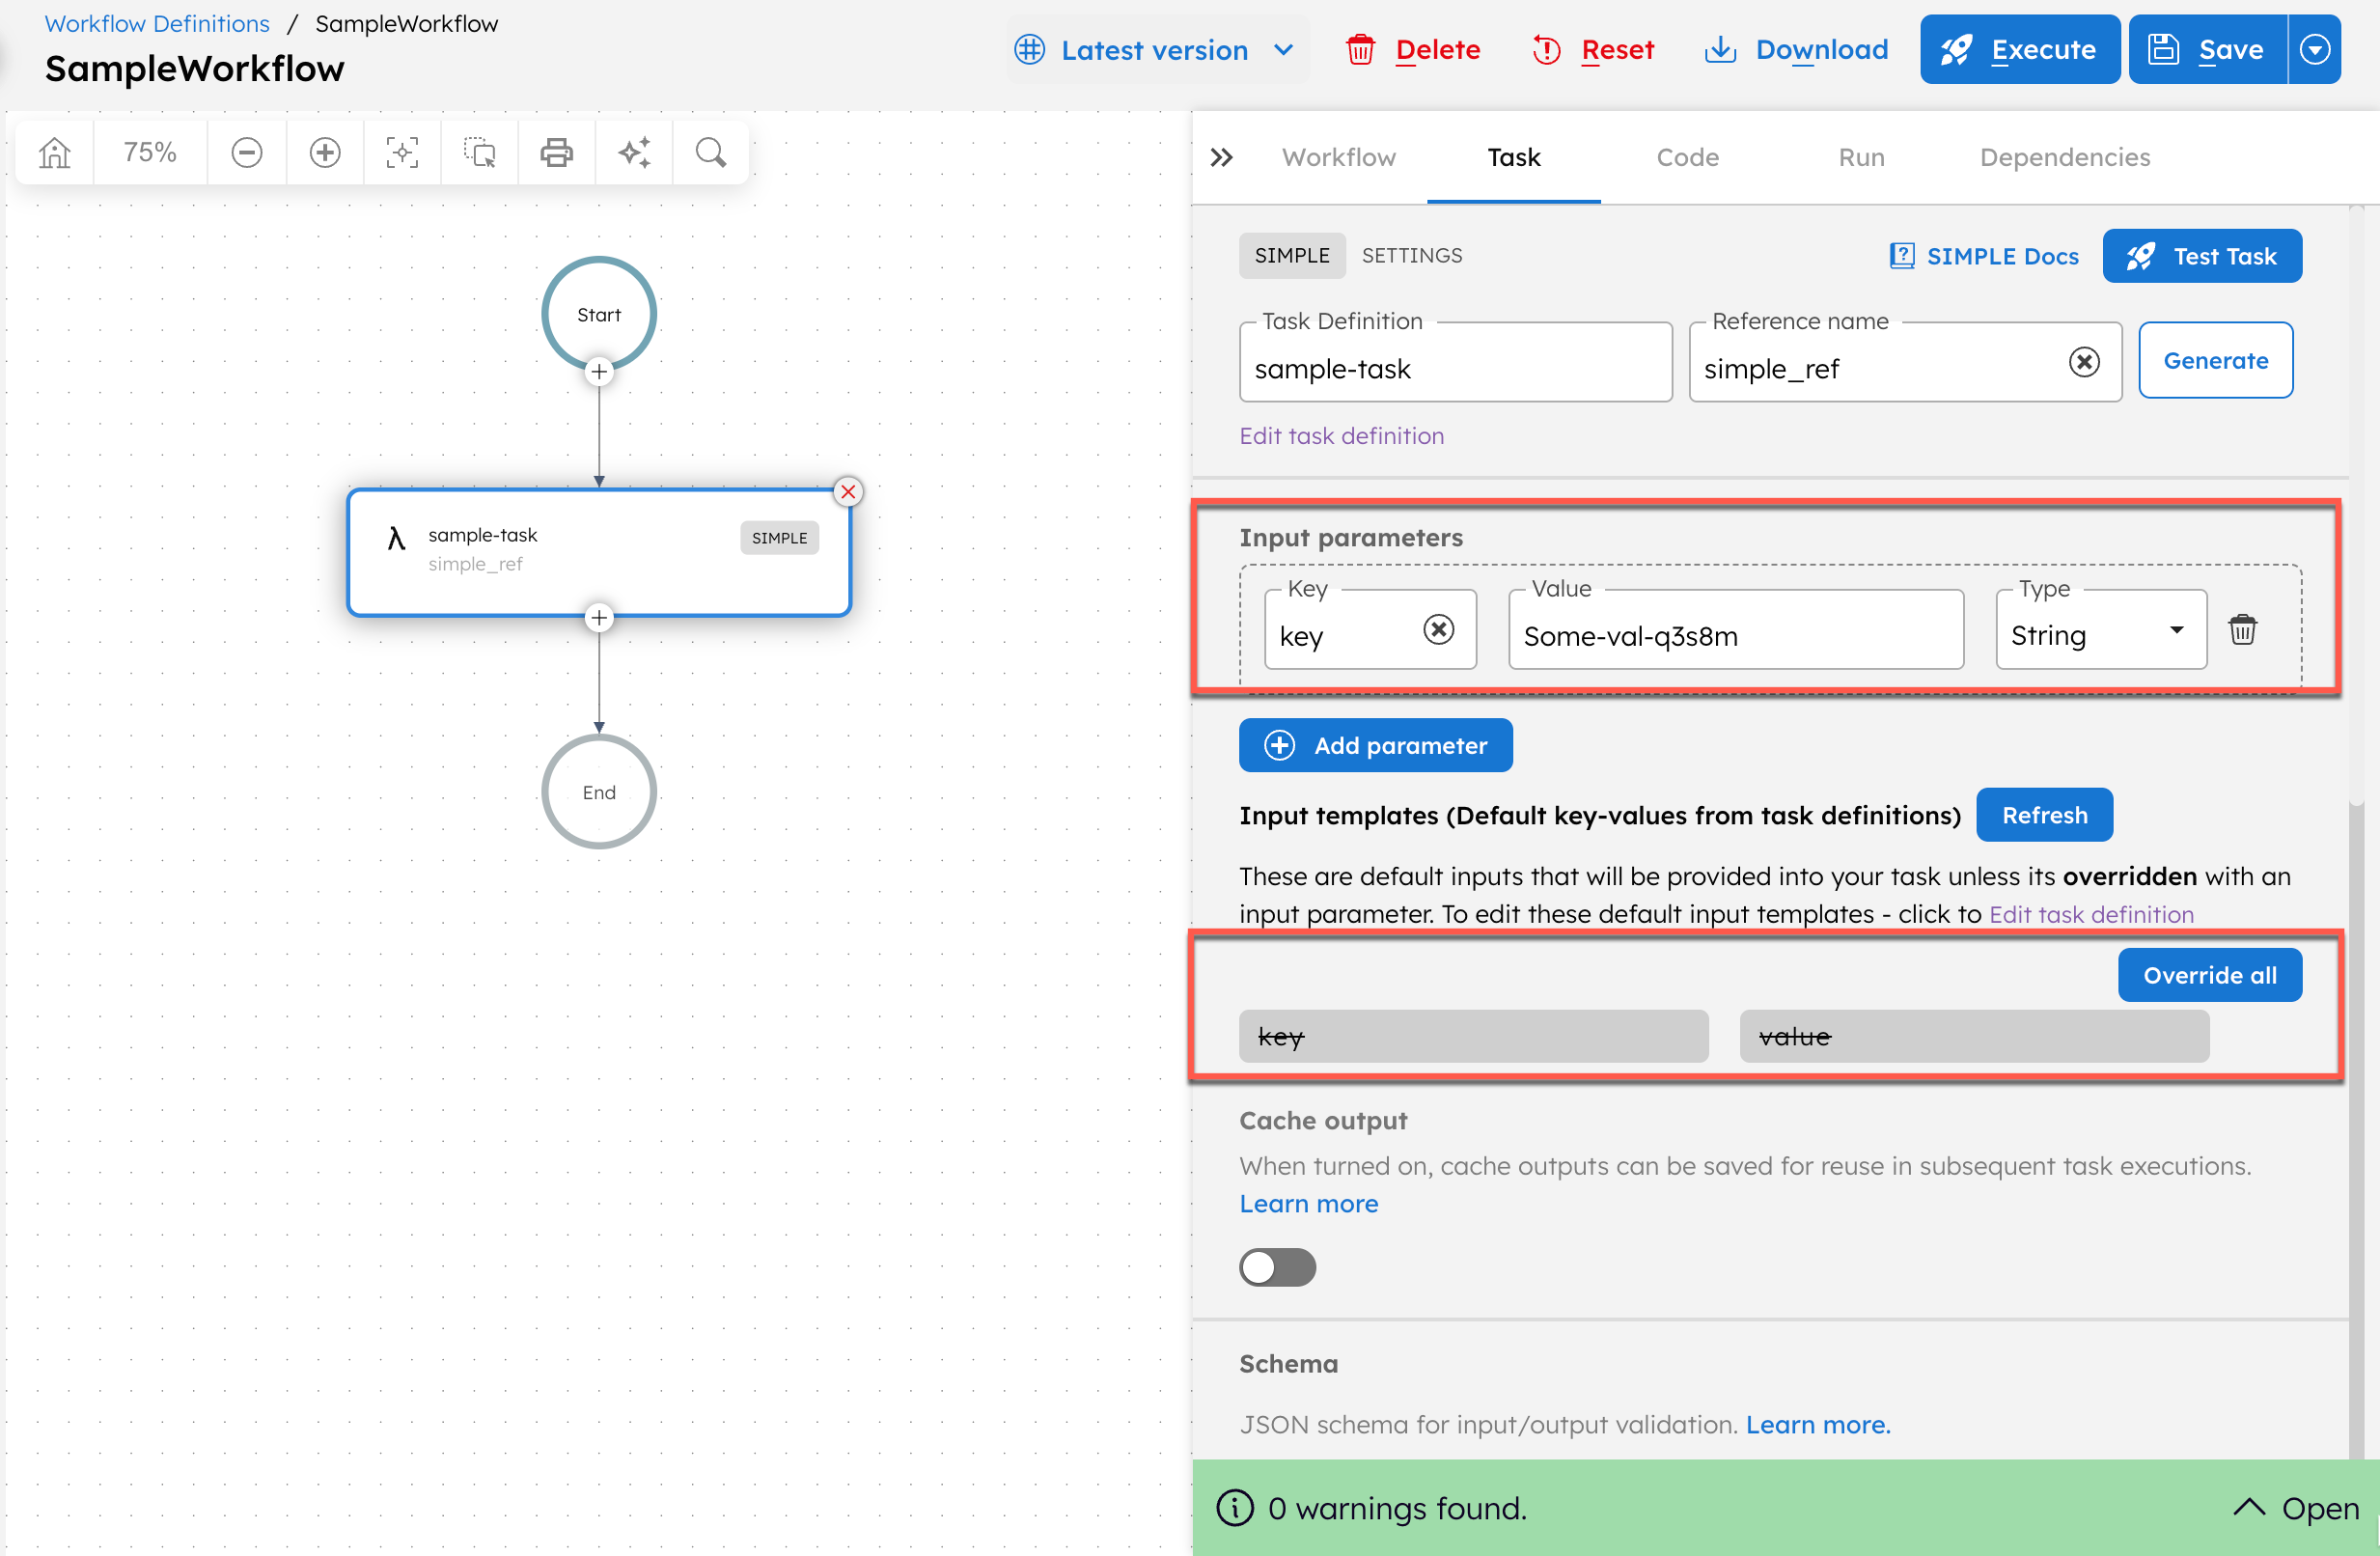 Workflow Definitions / SampleWorkflow
SampleWorkflow
Latest version
Delete
Reset
Download
Execute
Save
75%
Workflow
Task
Code
Run
Dependencies
Start
sample-task
simple_ref
SIMPLE
End
SIMPLE
SETTINGS
SIMPLE Docs
Test Task
Task Definition
sample-task
Reference name
simple_ref
Generate
Edit task definition
Input parameters
Key
key
Value
Some-val-q3s8m
Type
String
Add parameter
Input templates (Default key-values from task definitions)
Refresh
These are default inputs that will be provided into your task unless its overridden with an
input parameter. To edit these default input templates - click to Edit task definition
Override all
key
value
Cache output
When turned on, cache outputs can be saved for reuse in subsequent task executions.
Learn more
Schema
JSON schema for input/output validation. Learn more.
0 warnings found.
Open